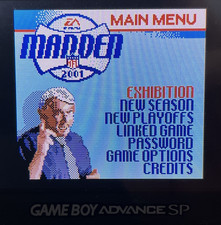 EA
MAIN MENU
MADDEN
NFL
2001
EXHIBITION
NEW SEASON
NEW PLAYOFFS
LINKED GAME
PASSWORD
GAME OPTIONS
CREDITS
GAME BOY ADVANCE SP